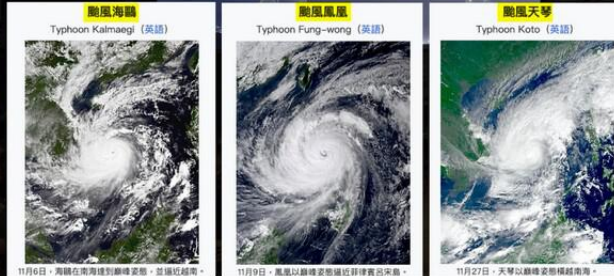 颱風海鷗
Typhoon Kalmaegi（英語）
11月6日，海鷗在南海達到巔峰姿態，並逼近越南。
颱風鳳凰
Typhoon Fung-wong（英語）
11月9日，鳳凰以巔峰姿態逼近菲律賓呂宋島。
颱風天琴
Typhoon Koto（英語）
11月27日，天琴以巔峰姿態橫越南海。